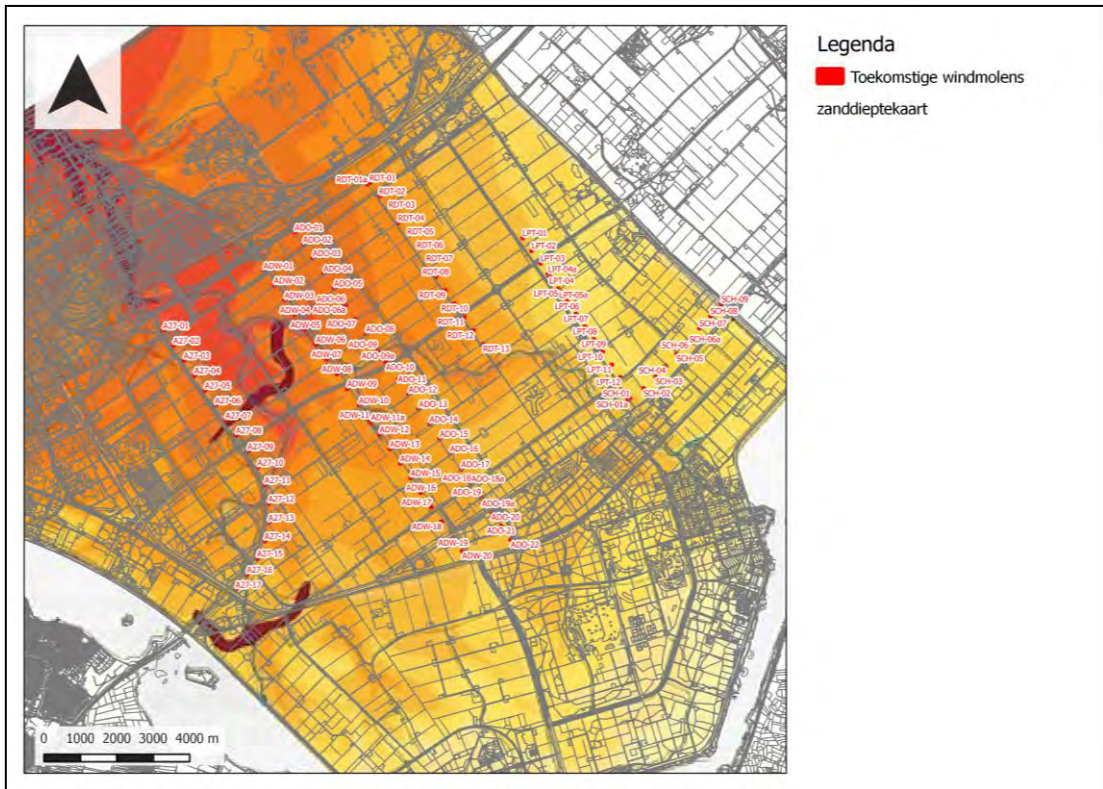 Legenda
Toekomstige windmolens
zanddieptekaart
RDT-01a RDT-01
RDT-02
RDT-03
RDT-04
RDT-05
RDT-06
RDT-07
RDT-08
RDT-09
RDT-10
RDT-11
RDT-12
RDT-13
LPT-01
LPT-02
LPT-03
LPT-04a
LPT-04
LPT-05 LPT-05a
LPT-06
LPT-07
LPT-08
LPT-09
LPT-10
LPT-11
LPT-12
SCH-09
SCH-08
SCH-07
SCH-06a
SCH-06
SCH-05
SCH-04
SCH-03
SCH-02
SCH-01
SCH-01a
ADO-01
ADO-02
ADO-03
ADO-04
ADO-05
ADO-06
ADO-06a
ADO-07
ADO-08
ADO-09
ADO-09a
ADO-10
ADO-11
ADO-12
ADO-13
ADO-14
ADO-15
ADO-16
ADO-17
ADO-18 ADO-18a
ADO-19
ADO-19a
ADO-20
ADO-21
ADO-22
ADW-01
ADW-02
ADW-03
ADW-04
ADW-05
ADW-06
ADW-07
ADW-08
ADW-09
ADW-10
ADW-11 ADW-11a
ADW-12
ADW-13
ADW-14
ADW-15
ADW-16
ADW-17
ADW-18
ADW-19
ADW-20
A27-01
A27-02
A27-03
A27-04
A27-05
A27-06
A27-07
A27-08
A27-09
A27-10
A27-11
A27-12
A27-13
A27-14
A27-15
A27-16
A27-17
0 1000 2000 3000 4000 m